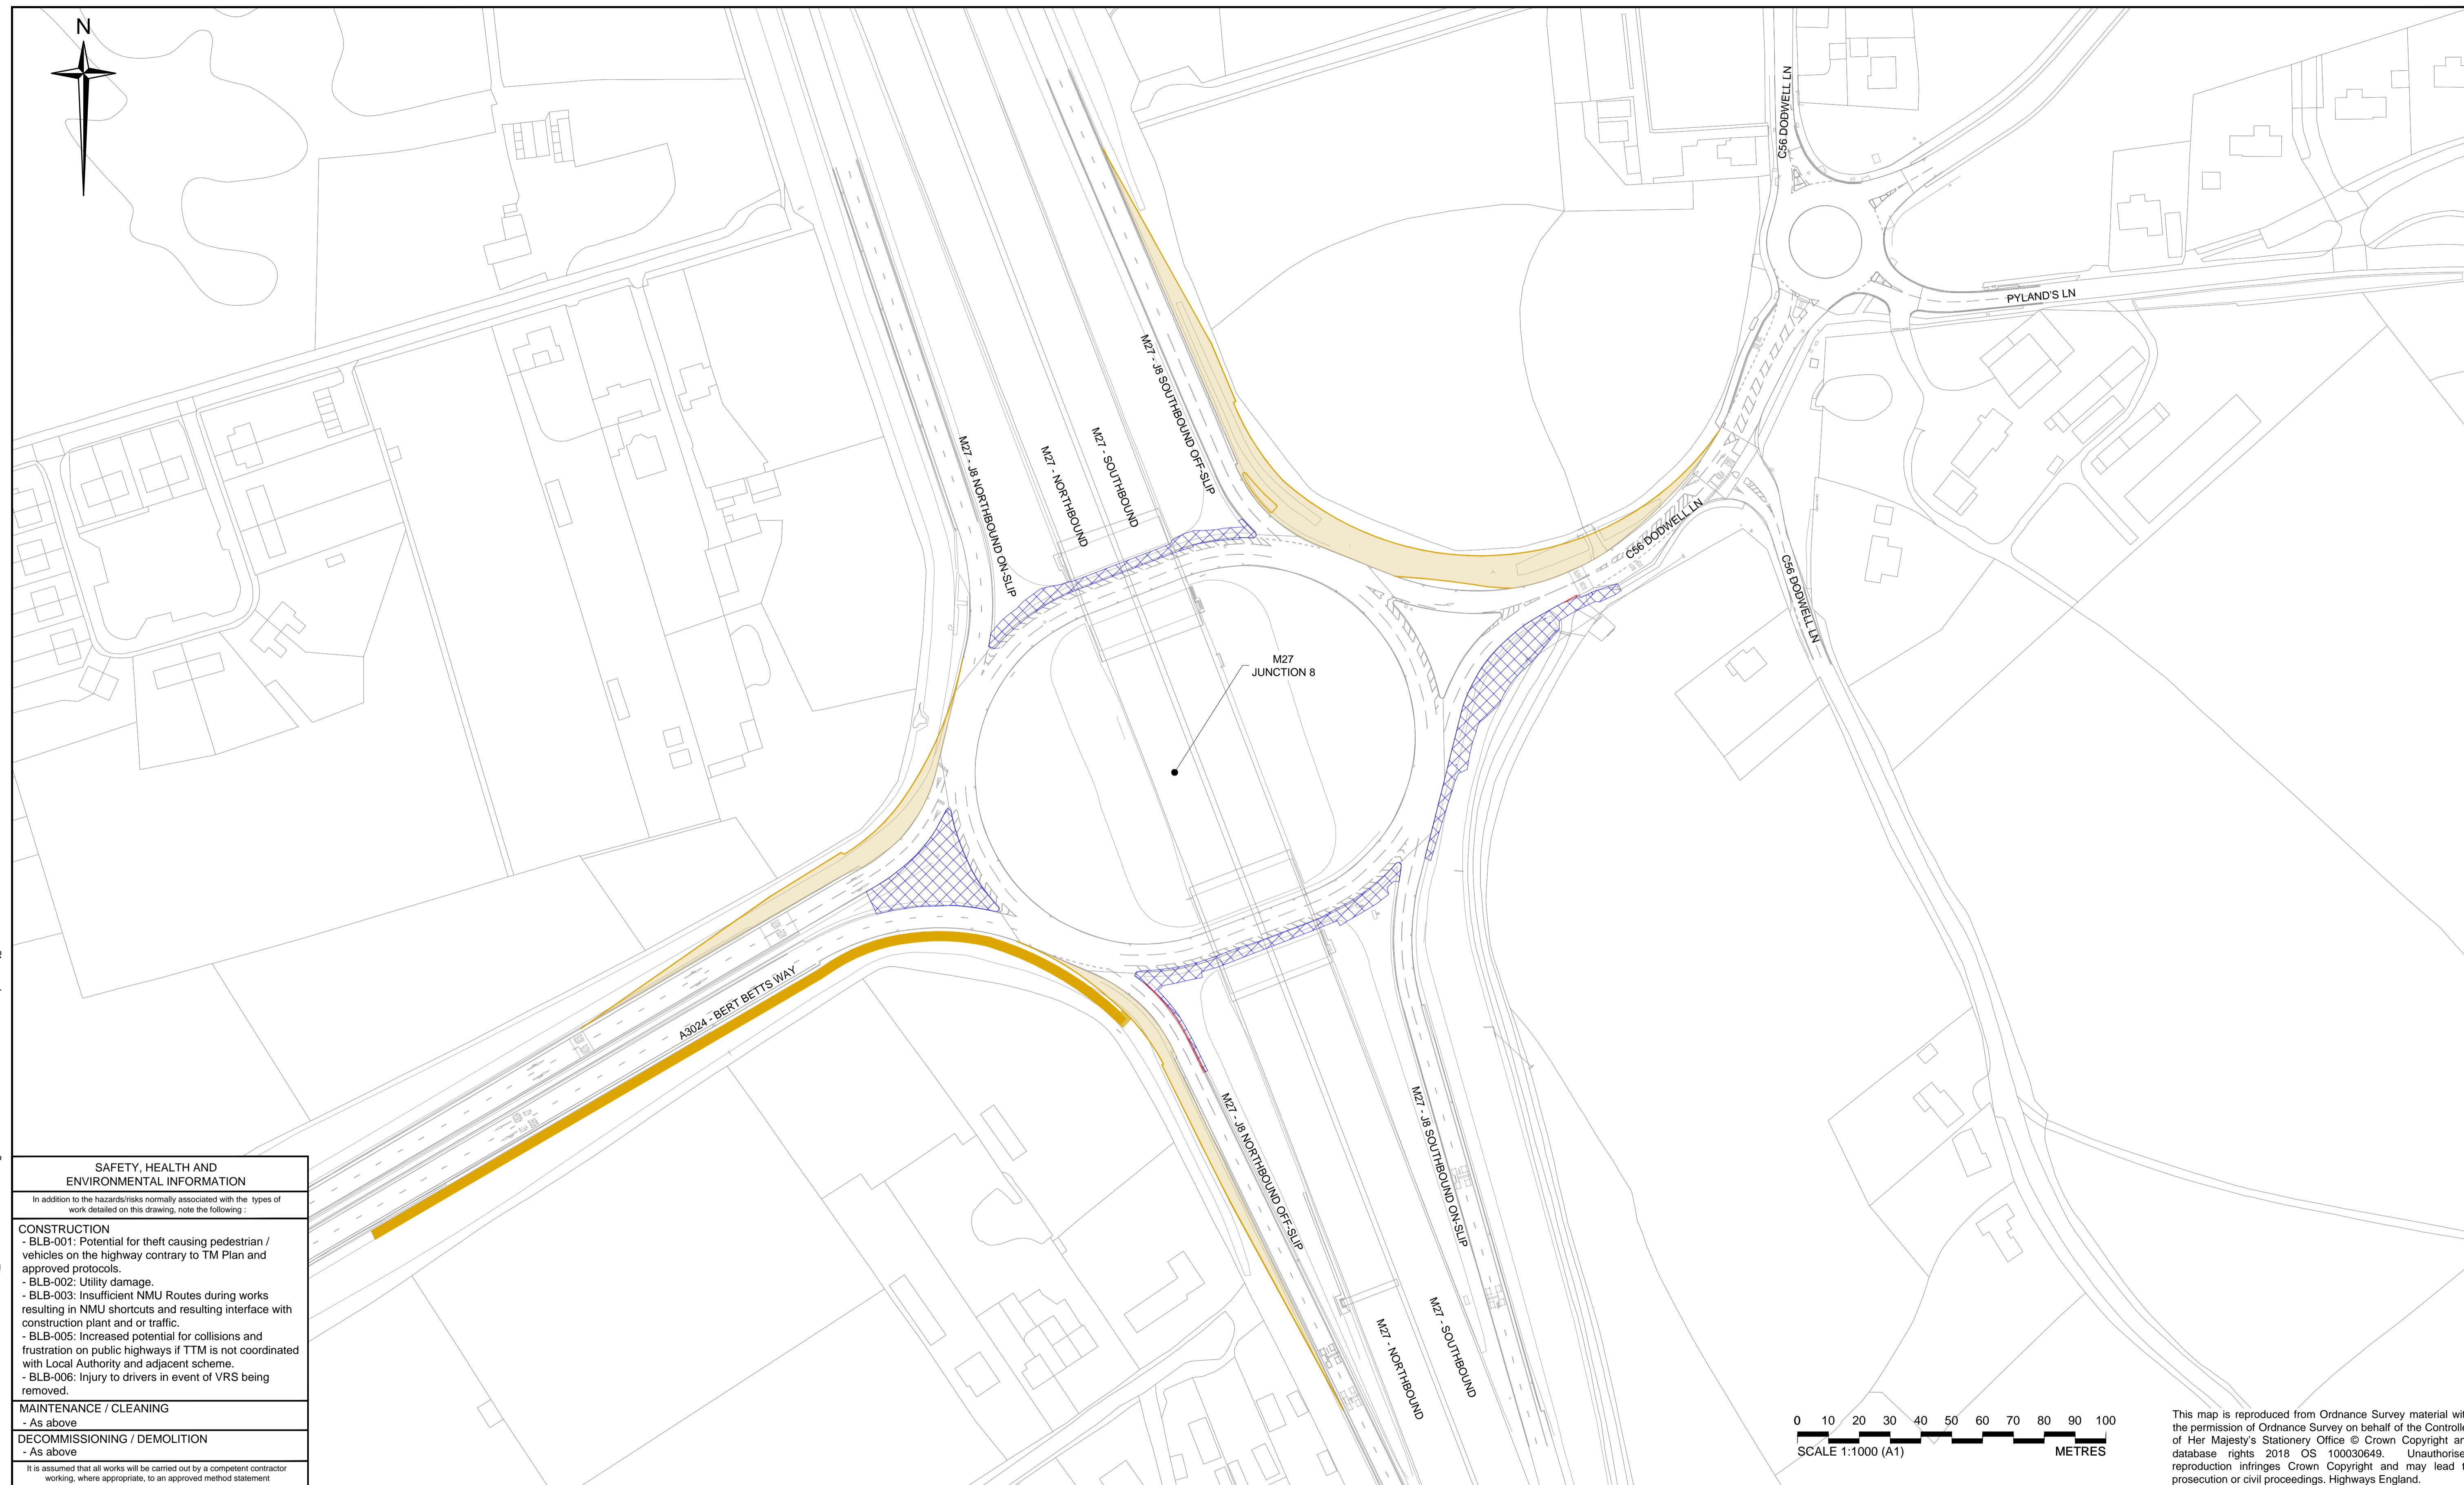 N
C56 DODWELL LN
PYLAND'S LN
M27 - J8 SOUTHBOUND OFF-SLIP
M27 - SOUTHBOUND
M27 - NORTHBOUND
M27 - J8 NORTHBOUND ON-SLIP
C56 DODWELL LN
C56 DODWELL LN
M27
JUNCTION 8
A3024 - BERT BETTS WAY
M27 - J8 NORTHBOUND OFF-SLIP
M27 - J8 SOUTHBOUND ON-SLIP
M27 - NORTHBOUND
M27 - SOUTHBOUND
SAFETY, HEALTH AND
ENVIRONMENTAL INFORMATION
In addition to the hazards/risks normally associated with the types of
work detailed on this drawing, note the following :
CONSTRUCTION
- BLB-001: Potential for theft causing pedestrian /
vehicles on the highway contrary to TM Plan and
approved protocols.
- BLB-002: Utility damage.
- BLB-003: Insufficient NMU Routes during works
resulting in NMU shortcuts and resulting interface with
construction plant and or traffic.
- BLB-005: Increased potential for collisions and
frustration on public highways if TTM is not coordinated
with Local Authority and adjacent scheme.
- BLB-006: Injury to drivers in event of VRS being
removed.
MAINTENANCE / CLEANING
- As above
DECOMMISSIONING / DEMOLITION
- As above
It is assumed that all works will be carried out by a competent contractor
working, where appropriate, to an approved method statement
0 10 20 30 40 50 60 70 80 90 100
SCALE 1:1000 (A1) METRES
This map is reproduced from Ordnance Survey material
the permission of Ordnance Survey on behalf of the
of Her Majesty's Stationery Office © Crown Copyright
database rights 2018 OS 100030649.
reproduction infringes Crown Copyright and may lead
prosecution or civil proceedings. Highways England.